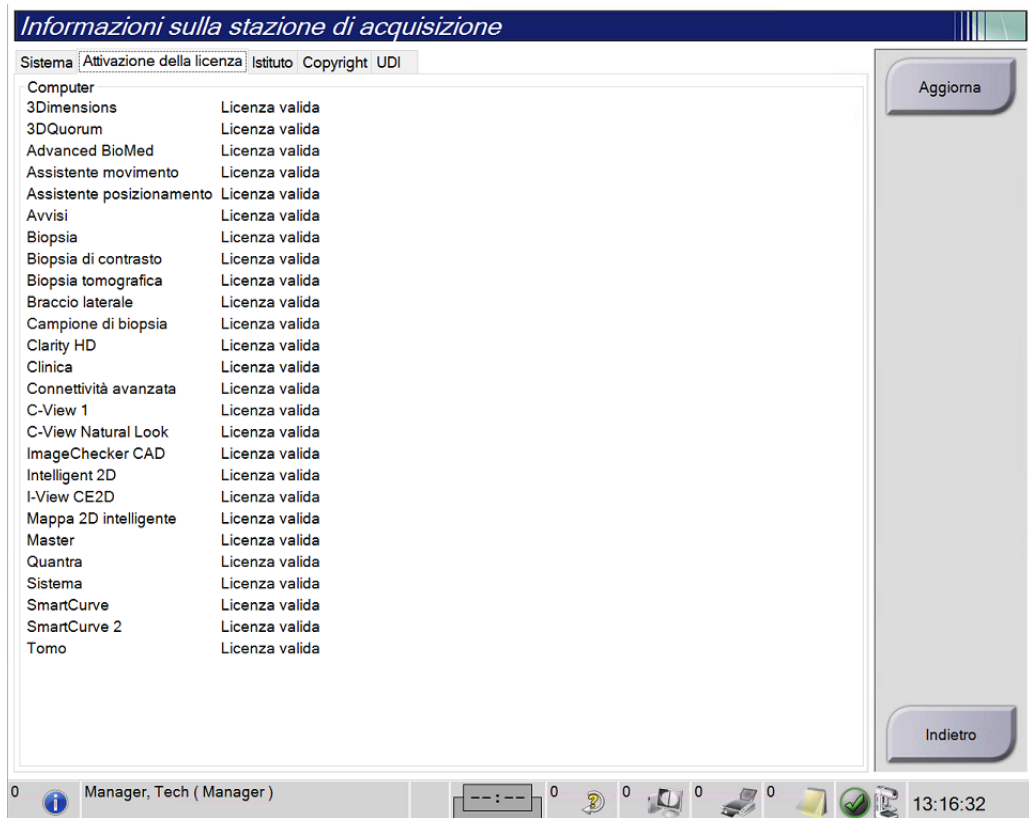 Informazioni sulla stazione di acquisizione
Sistema Attivazione della licenza Istituto Copyright UDI
Aggiorna
Computer
3Dimensions Licenza valida
3DQuorum Licenza valida
Advanced BioMed Licenza valida
Assistente movimento Licenza valida
Assistente posizionamento Licenza valida
Avvisi Licenza valida
Biopsia Licenza valida
Biopsia di contrasto Licenza valida
Biopsia tomografica Licenza valida
Braccio laterale Licenza valida
Campione di biopsia Licenza valida
Clarity HD Licenza valida
Clinica Licenza valida
Connettività avanzata Licenza valida
C-View 1 Licenza valida
C-View Natural Look Licenza valida
ImageChecker CAD Licenza valida
Intelligent 2D Licenza valida
I-View CE2D Licenza valida
Mappa 2D intelligente Licenza valida
Master Licenza valida
Quantra Licenza valida
Sistema Licenza valida
SmartCurve Licenza valida
SmartCurve 2 Licenza valida
Tomo Licenza valida
Indietro
0 Manager, Tech ( Manager ) --:-- 0 0 0 0 13:16:32